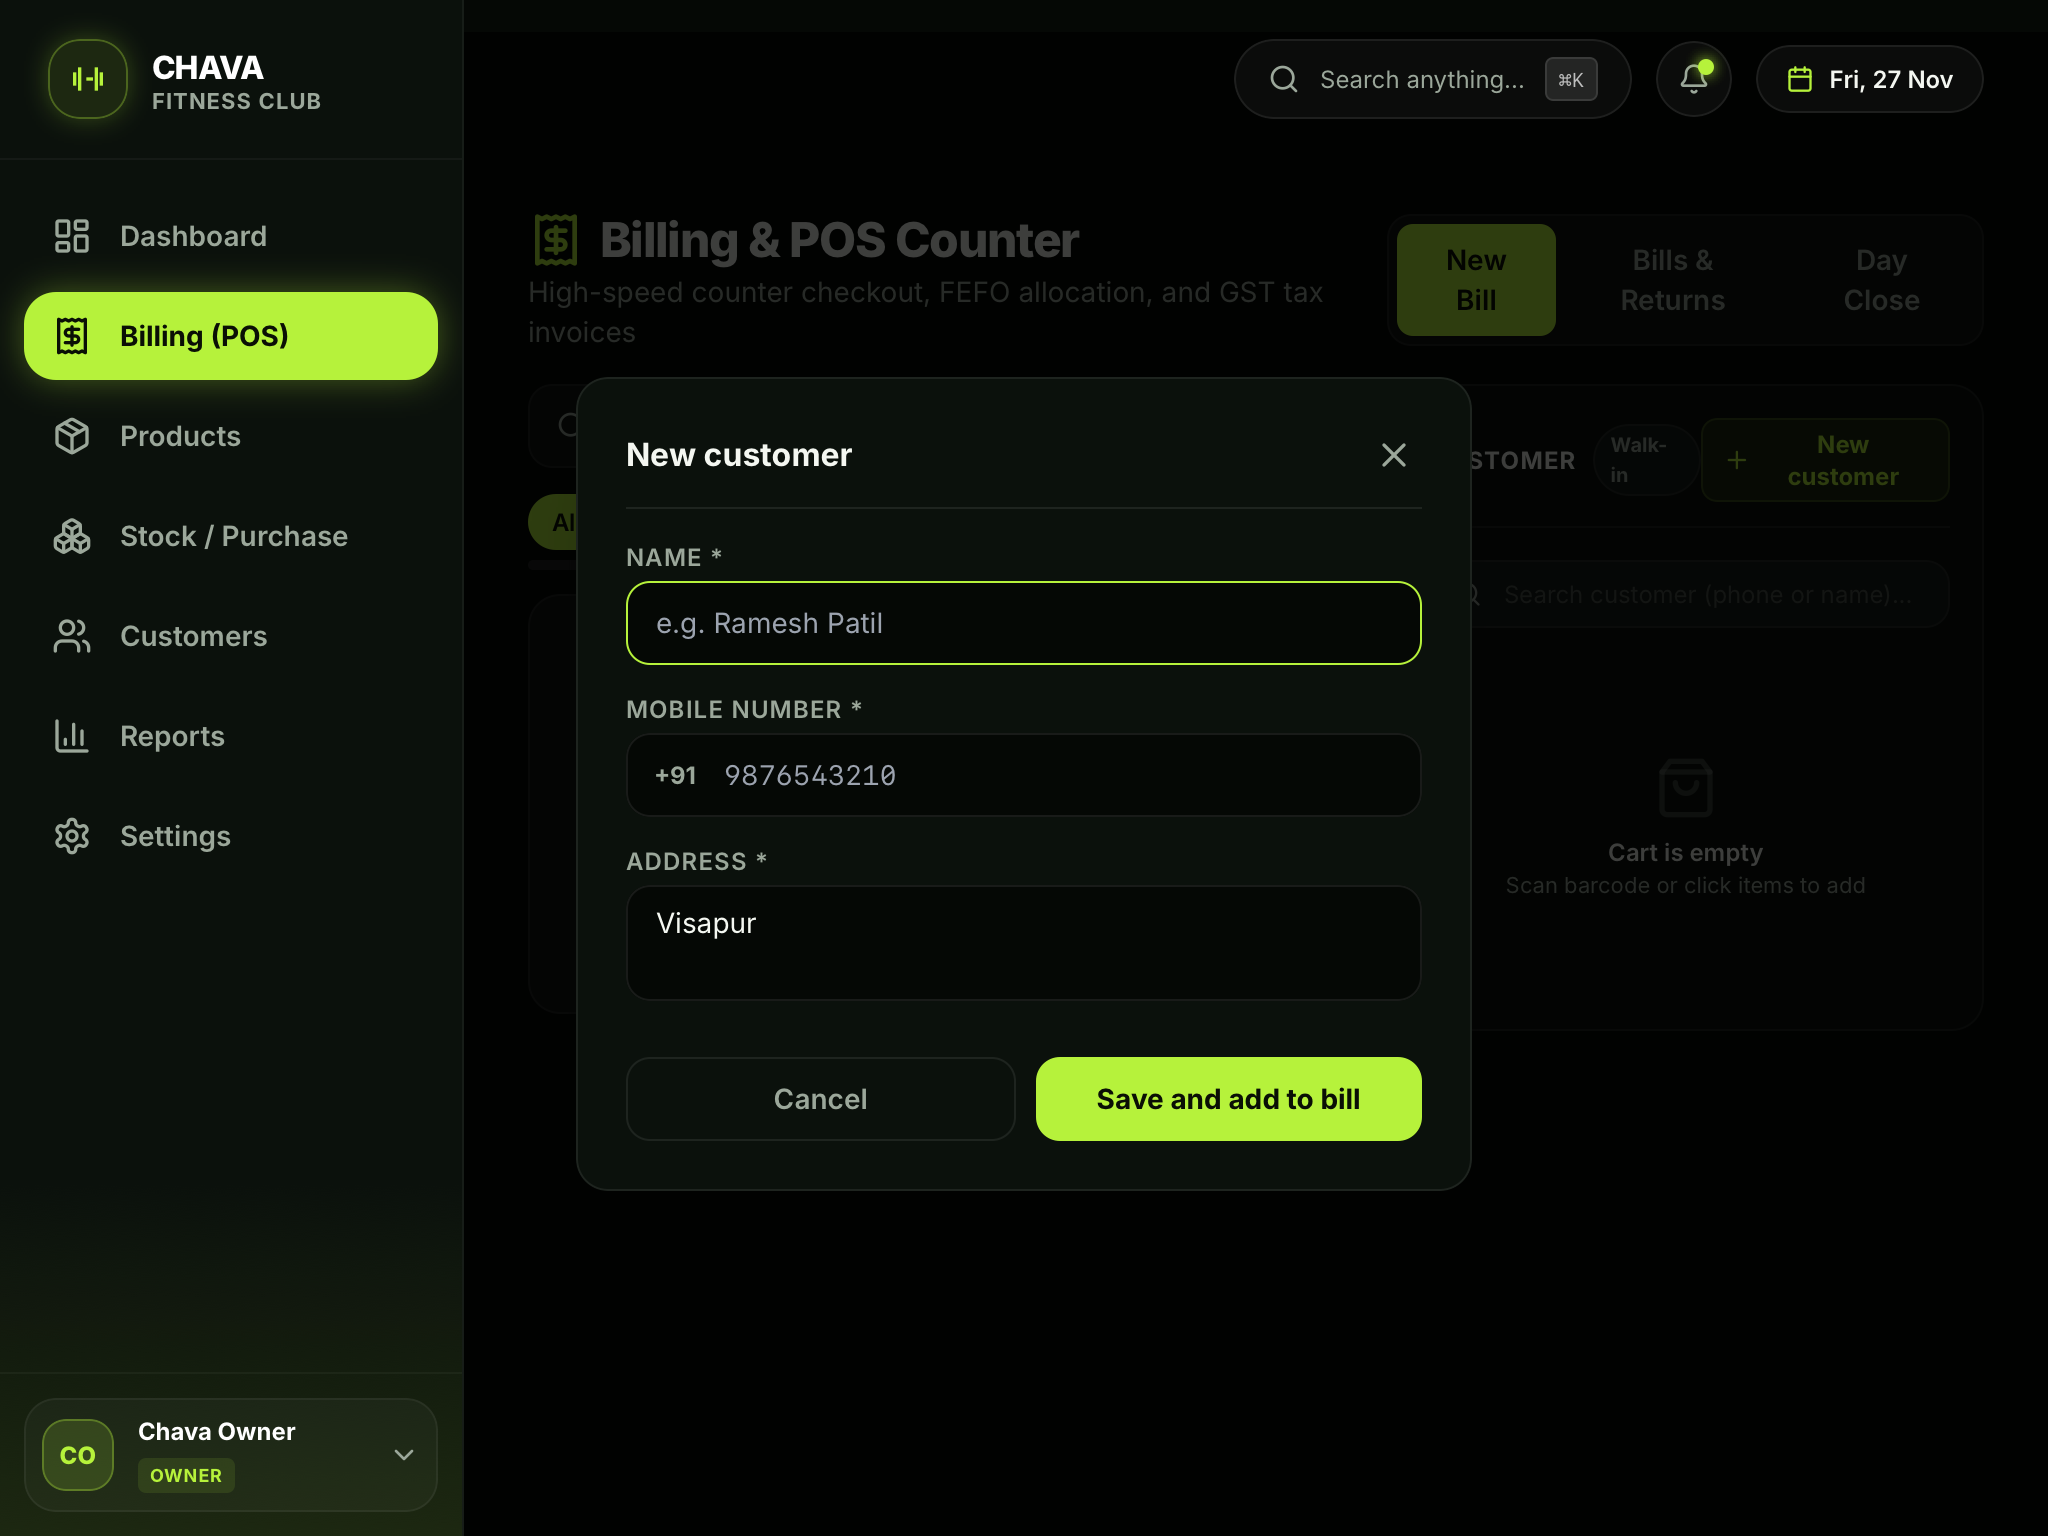 CHAVA
FITNESS CLUB
Search anything...
⌘K
Fri, 27 Nov
Dashboard
Billing (POS)
Products
Stock / Purchase
Customers
Reports
Settings
Billing & POS Counter
High-speed counter checkout, FEFO allocation, and GST tax
invoices
New
Bill
Bills &
Returns
Day
Close
STOMER
Walk-
in
New
customer
Search customer (phone or name)...
Cart is empty
Scan barcode or click items to add
New customer
NAME *
e.g. Ramesh Patil
MOBILE NUMBER *
+91 9876543210
ADDRESS *
Visapur
Cancel
Save and add to bill
CO
Chava Owner
OWNER